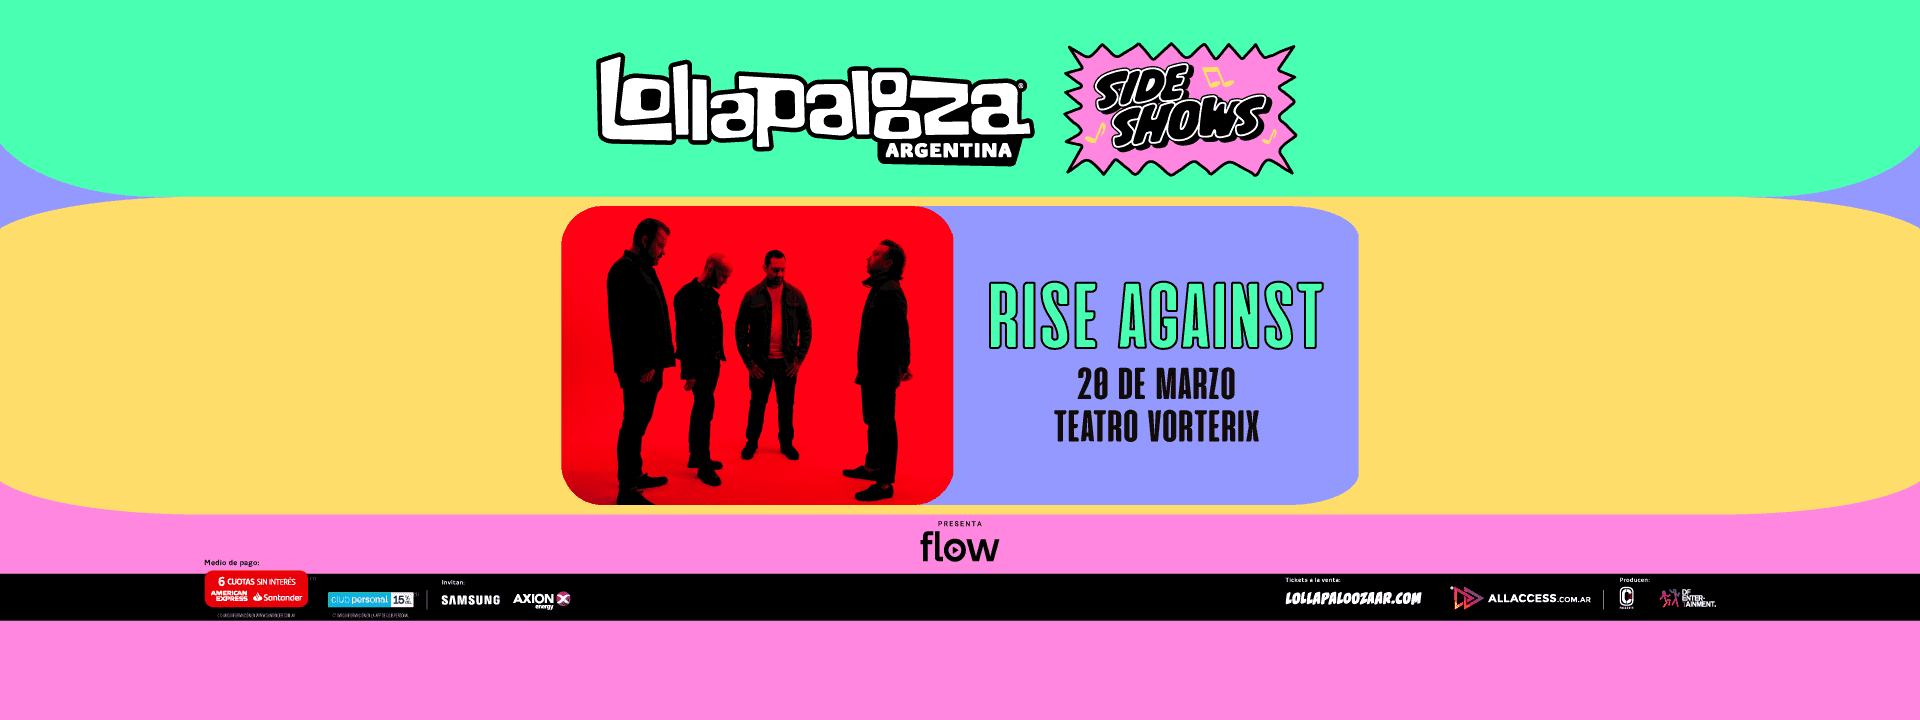 Lollapalooza
ARGENTINA
SIDE
SHOWS
RISE AGAINST
20 DE MARZO
TEATRO VORTERIX
PRESENTA
flow
Medio de pago:
6 CUOTAS SIN INTERÉS
AMERICAN EXPRESS
Santander
club personal 15%
Invitan:
SAMSUNG
AXION energy
Tickets a la venta:
LOLLAPALOOZAAR.COM
ALLACCESS.COM.AR
Producen:
DF ENTERTAINMENT.